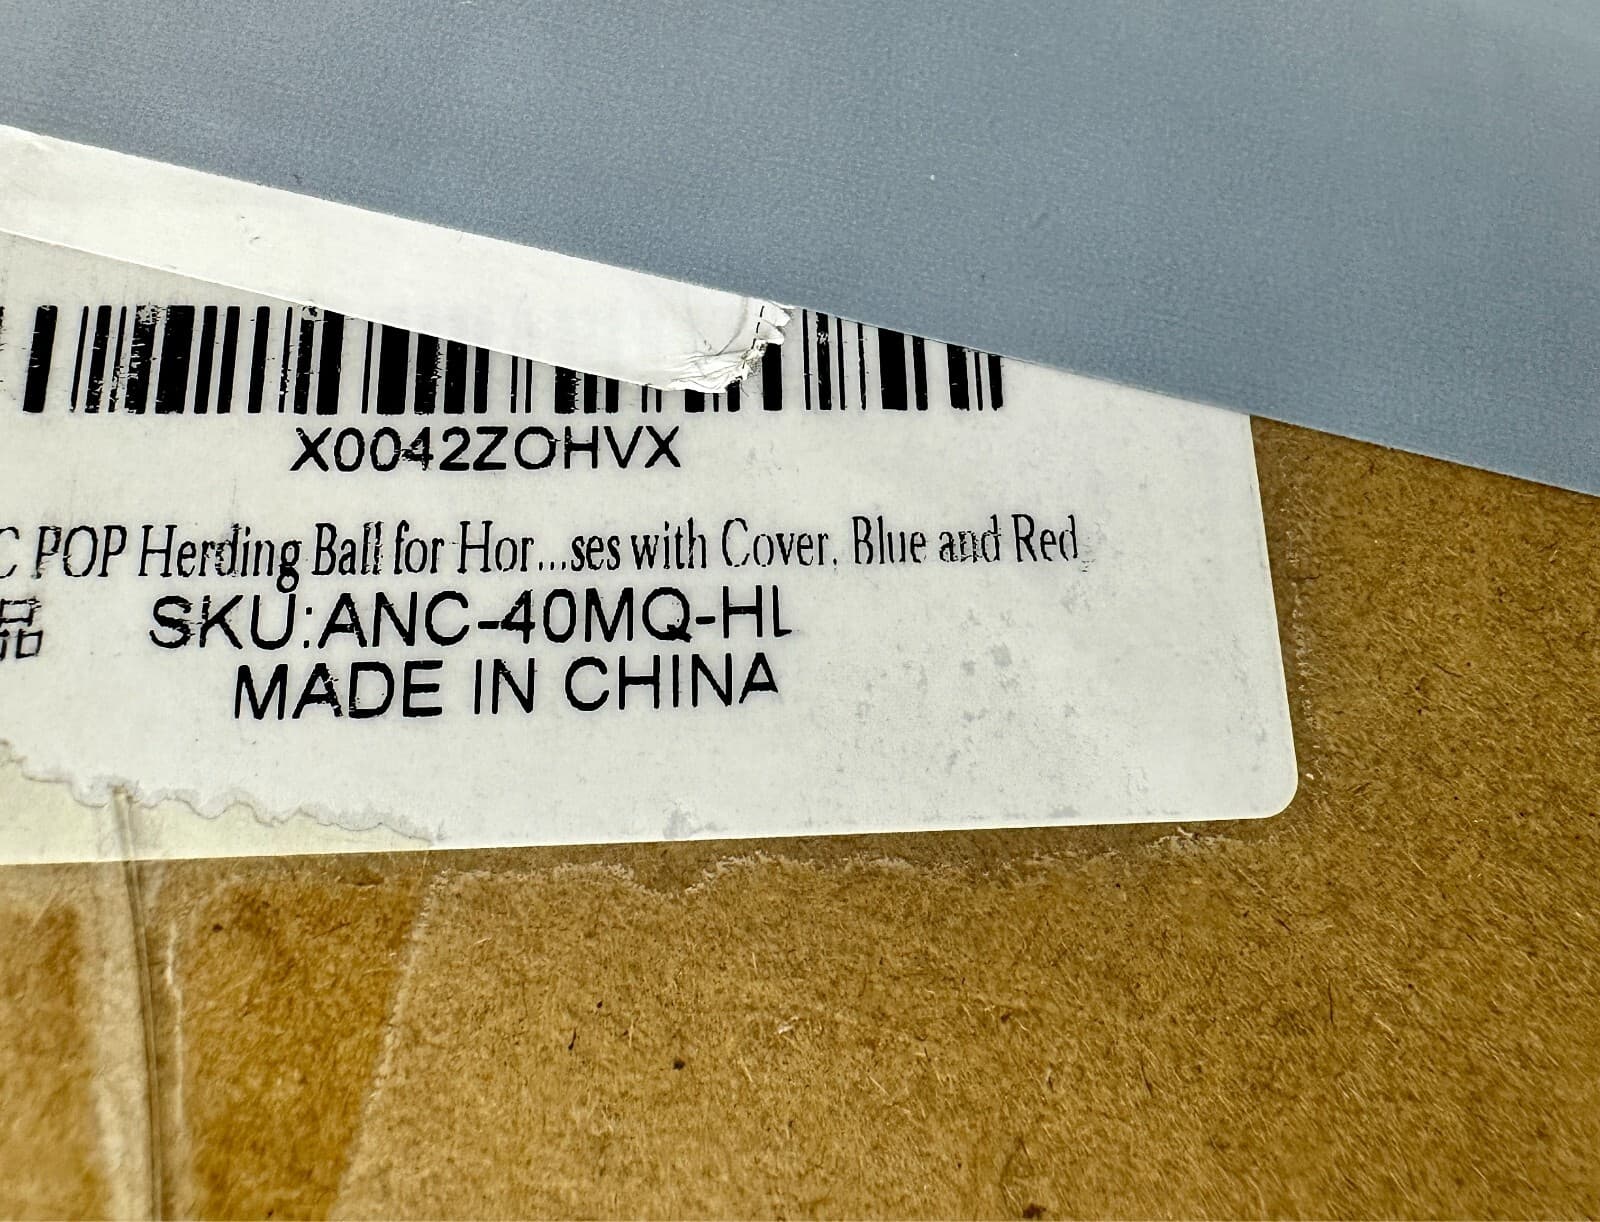 X0042ZOHVX
C POP Herding Ball for Hor...ses with Cover, Blue and Red
品 SKU:ANC-40MQ-HL
MADE IN CHINA